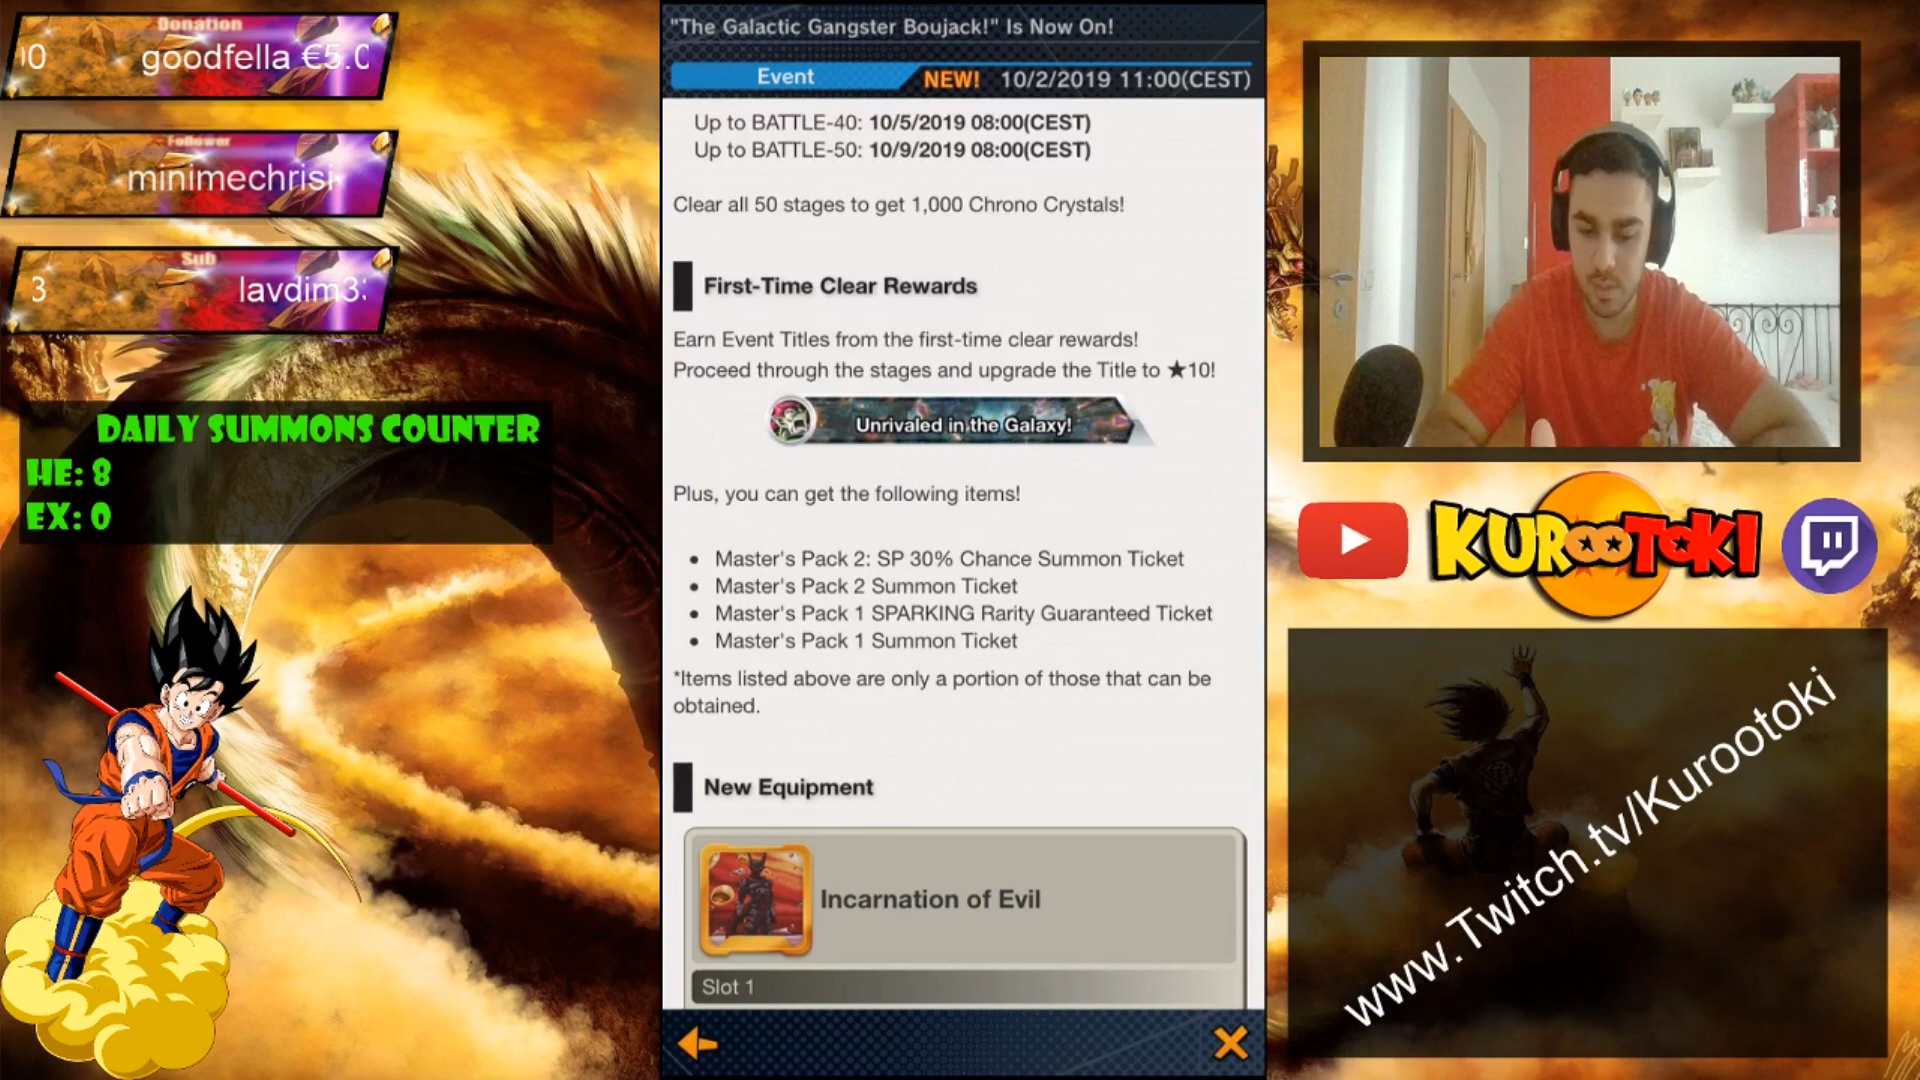 Donation
goodfella €5.0
Follower
minimechrisi
Sub
3 lavdim3
DAILY SUMMONS COUNTER
HE: 8
EX: 0
"The Galactic Gangster Boujack!" Is Now On!
Event NEW! 10/2/2019 11:00(CEST)
Up to BATTLE-40: 10/5/2019 08:00(CEST)
Up to BATTLE-50: 10/9/2019 08:00(CEST)
Clear all 50 stages to get 1,000 Chrono Crystals!
First-Time Clear Rewards
Earn Event Titles from the first-time clear rewards!
Proceed through the stages and upgrade the Title to ★10!
Unrivaled in the Galaxy!
Plus, you can get the following items!
• Master's Pack 2: SP 30% Chance Summon Ticket
• Master's Pack 2 Summon Ticket
• Master's Pack 1 SPARKING Rarity Guaranteed Ticket
• Master's Pack 1 Summon Ticket
*Items listed above are only a portion of those that can be
obtained.
New Equipment
Incarnation of Evil
Slot 1
KUROOTOKI
www.Twitch.tv/Kurootoki